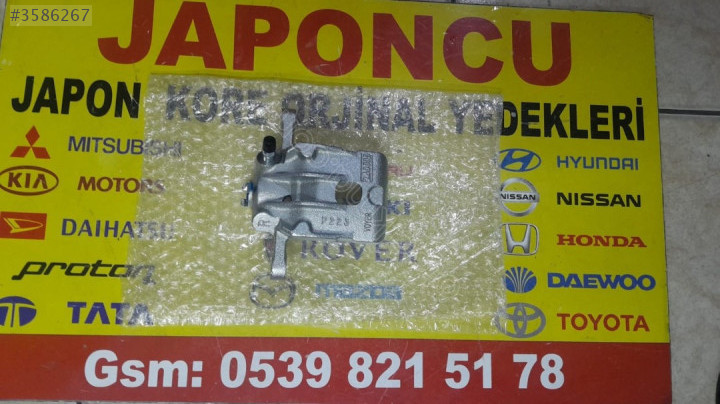 #3586267
JAPONCU
JAPON KORE ORJİNAL YEDEKLERİ
MITSUBISHI
KIA MOTORS
DAIHATSU
proton
TATA
ROVER
mazda
HYUNDAI
NISSAN
HONDA
DAEWOO
TOYOTA
R
P223
Gsm: 0539 821 51 78